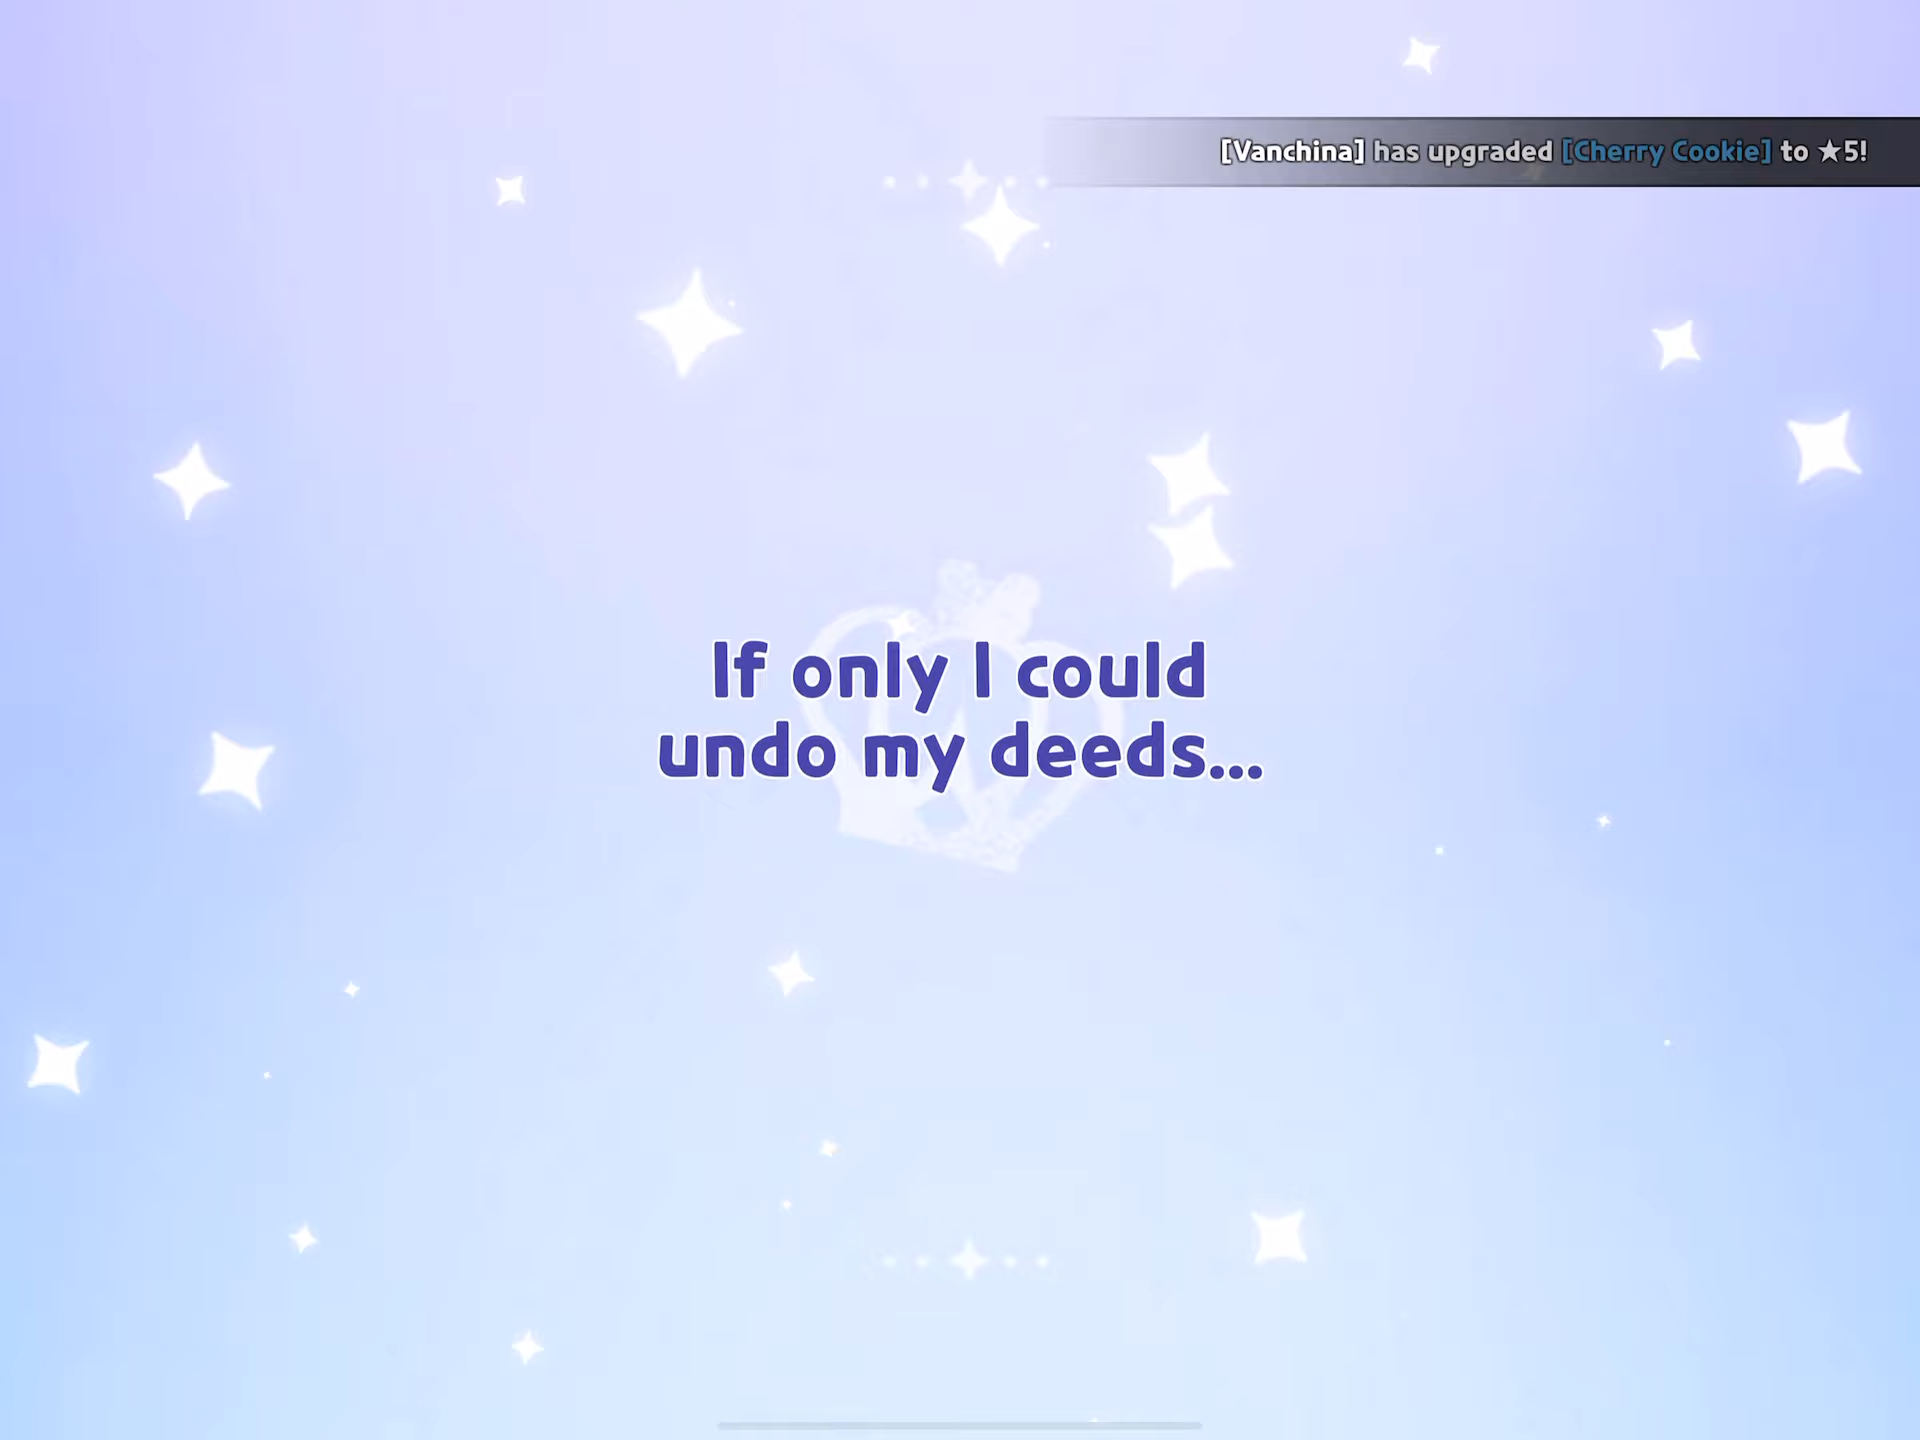 [Vanchina] has upgraded [Cherry Cookie] to ★5!
If only I could
undo my deeds...